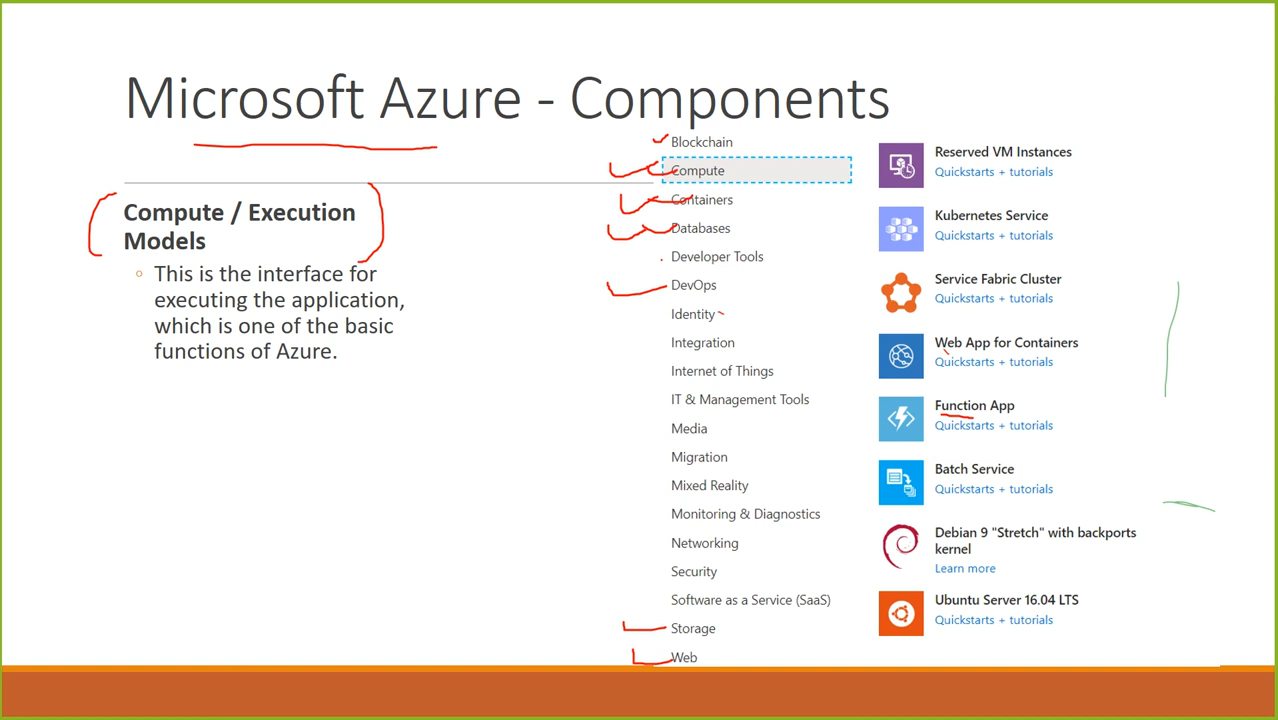 Microsoft Azure - Components
Compute / Execution
Models
This is the interface for
executing the application,
which is one of the basic
functions of Azure.
Blockchain
Compute
Containers
Databases
Developer Tools
DevOps
Identity
Integration
Internet of Things
IT & Management Tools
Media
Migration
Mixed Reality
Monitoring & Diagnostics
Networking
Security
Software as a Service (SaaS)
Storage
Web
Reserved VM Instances
Quickstarts + tutorials
Kubernetes Service
Quickstarts + tutorials
Service Fabric Cluster
Quickstarts + tutorials
Web App for Containers
Quickstarts + tutorials
Function App
Quickstarts + tutorials
Batch Service
Quickstarts + tutorials
Debian 9 "Stretch" with backports
kernel
Learn more
Ubuntu Server 16.04 LTS
Quickstarts + tutorials